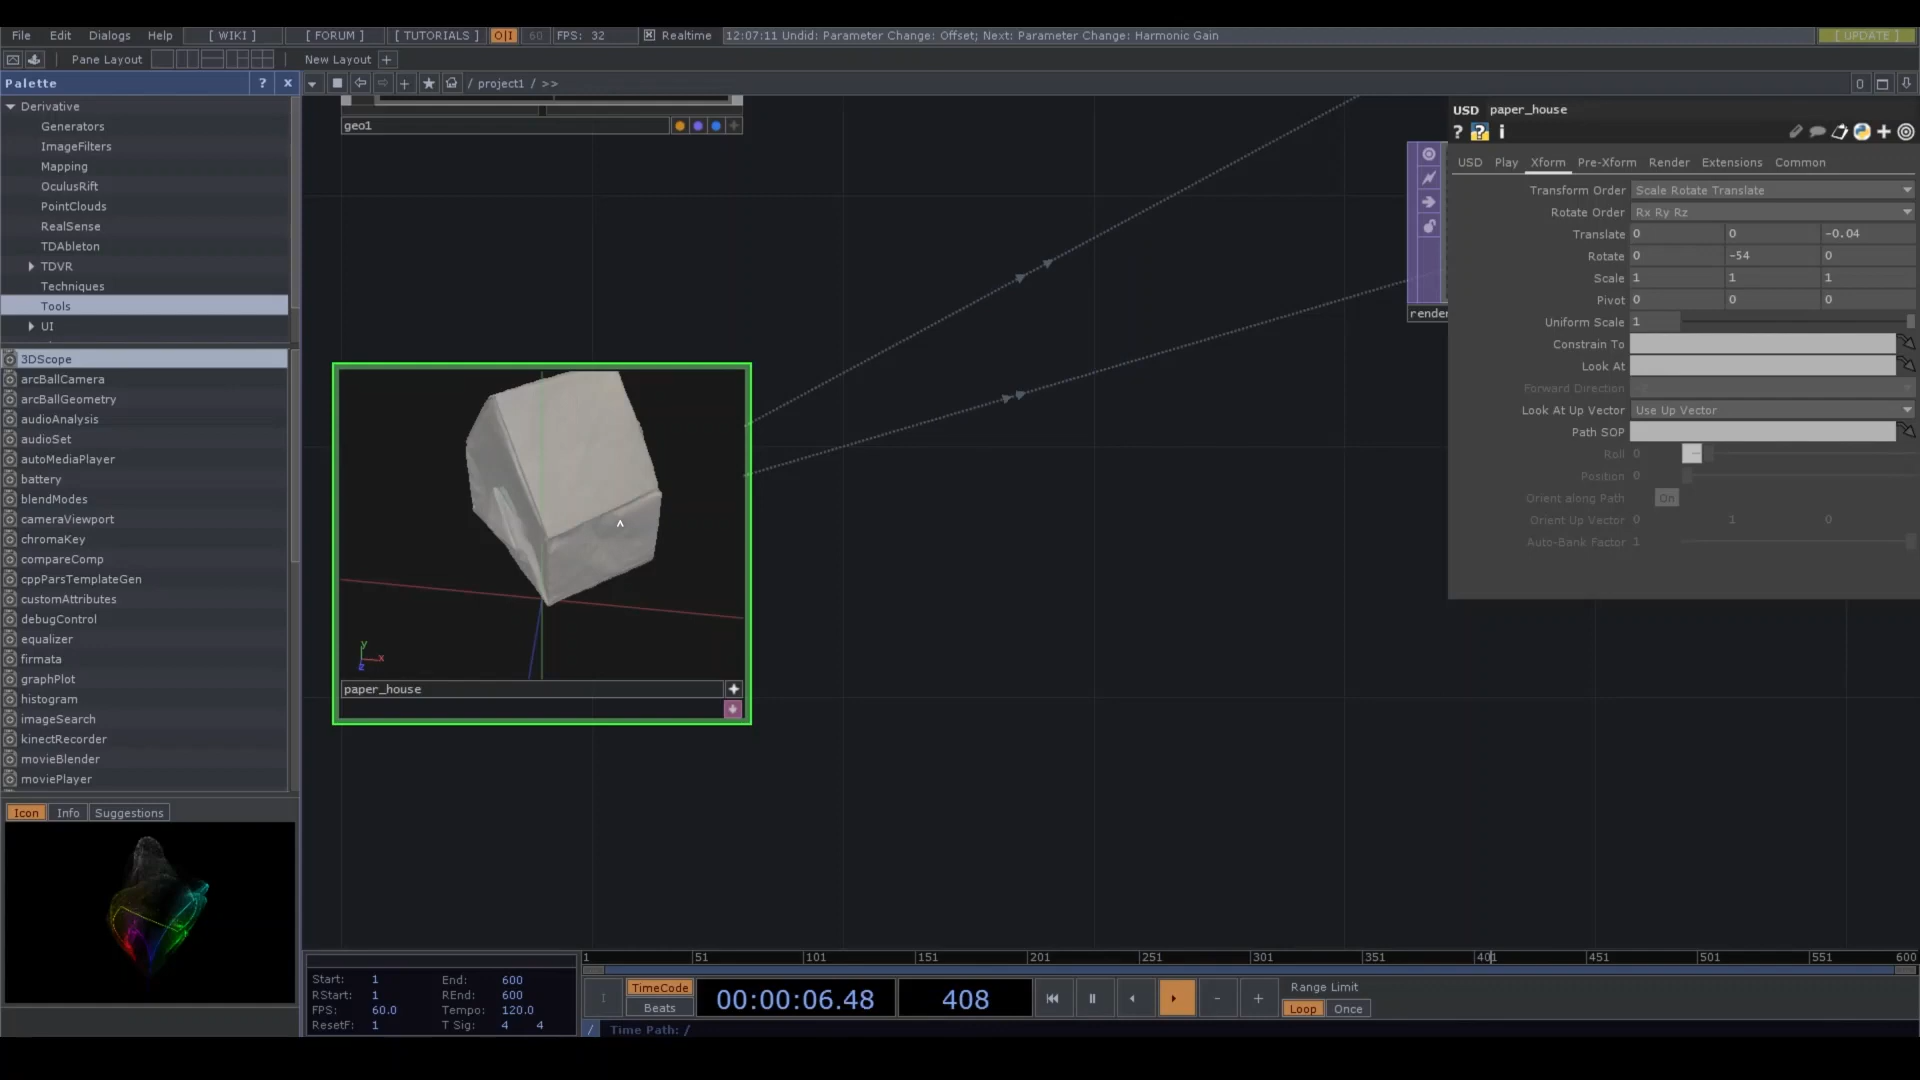 File Edit Dialogs Help [ WIKI ] [ FORUM ] [ TUTORIALS ] O|I 60 FPS: 32 Realtime 12:07:11 Undid: Parameter Change: Offset; Next: Parameter Change: Harmonic Gain [ UPDATE ]
Pane Layout New Layout +
Palette ? x / project1 / >> 0
Derivative
Generators
ImageFilters
Mapping
OculusRift
PointClouds
RealSense
TDAbleton
TDVR
Techniques
Tools
UI
3DScope
arcBallCamera
arcBallGeometry
audioAnalysis
audioSet
autoMediaPlayer
battery
blendModes
cameraViewport
chromaKey
compareComp
cppParsTemplateGen
customAttributes
debugControl
equalizer
firmata
graphPlot
histogram
imageSearch
kinectRecorder
movieBlender
moviePlayer
Icon Info Suggestions
geo1
y
x
z
paper_house
render
USD paper_house
? ? i
USD Play Xform Pre-Xform Render Extensions Common
Transform Order Scale Rotate Translate
Rotate Order Rx Ry Rz
Translate 0 0 -0.04
Rotate 0 -54 0
Scale 1 1 1
Pivot 0 0 0
Uniform Scale 1
Constrain To
Look At
Forward Direction
Look At Up Vector Use Up Vector
Path SOP
Roll 0
Position 0
Orient along Path On
Orient Up Vector 0 1 0
Auto-Bank Factor 1
1 51 101 151 201 251 301 351 401 451 501 551 600
Start: 1 End: 600
RStart: 1 REnd: 600
FPS: 60.0 Tempo: 120.0
ResetF: 1 T Sig: 4 4
TimeCode
Beats
00:00:06.48 408
- +
Range Limit
Loop Once
/ Time Path: /